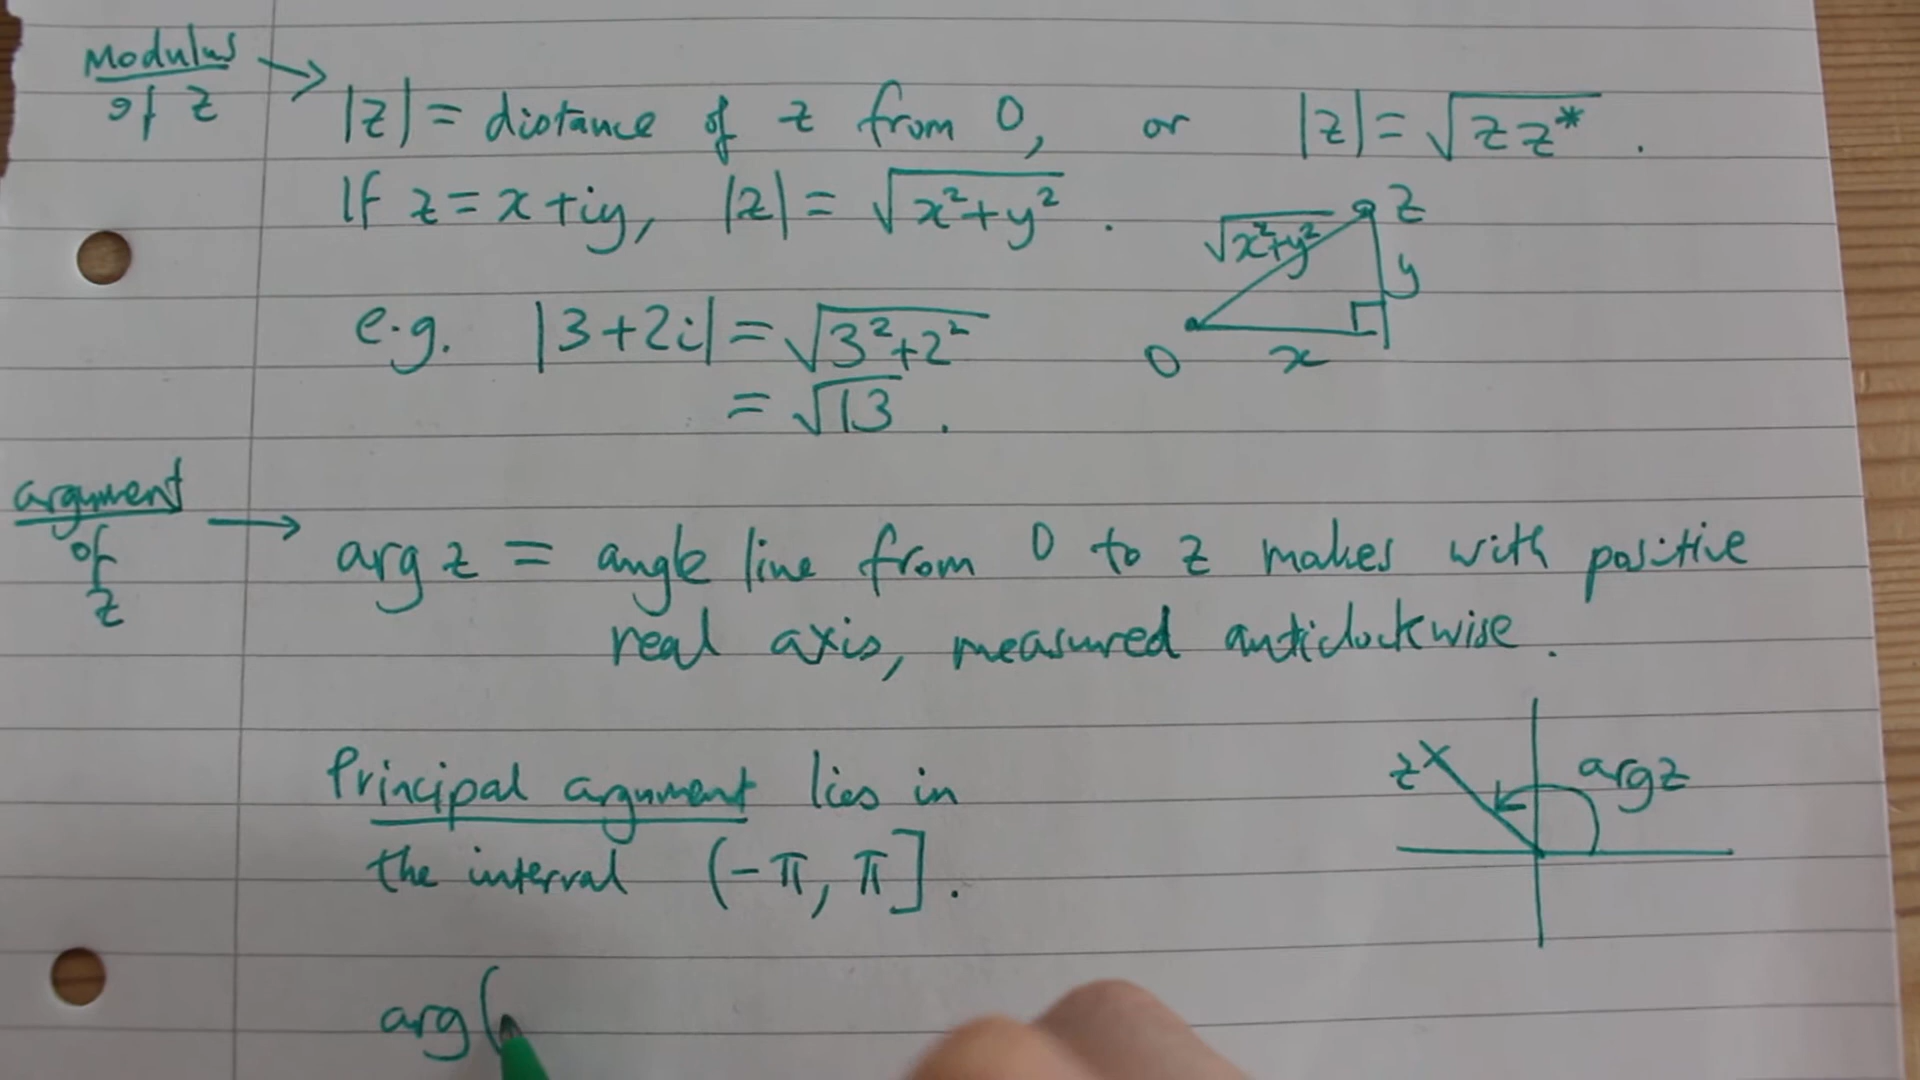 Modulus
of z
|z| = distance of z from 0, or |z| = √zz* .
If z = x+iy, |z| = √x²+y² .
√x²+y²
z
y
0
x
e.g. |3+2i| = √3²+2²
= √13 .
argument
of
z
arg z = angle line from 0 to z makes with positive
real axis, measured anticlockwise .
Principal argument lies in
the interval (-π, π] .
z
arg z
arg(